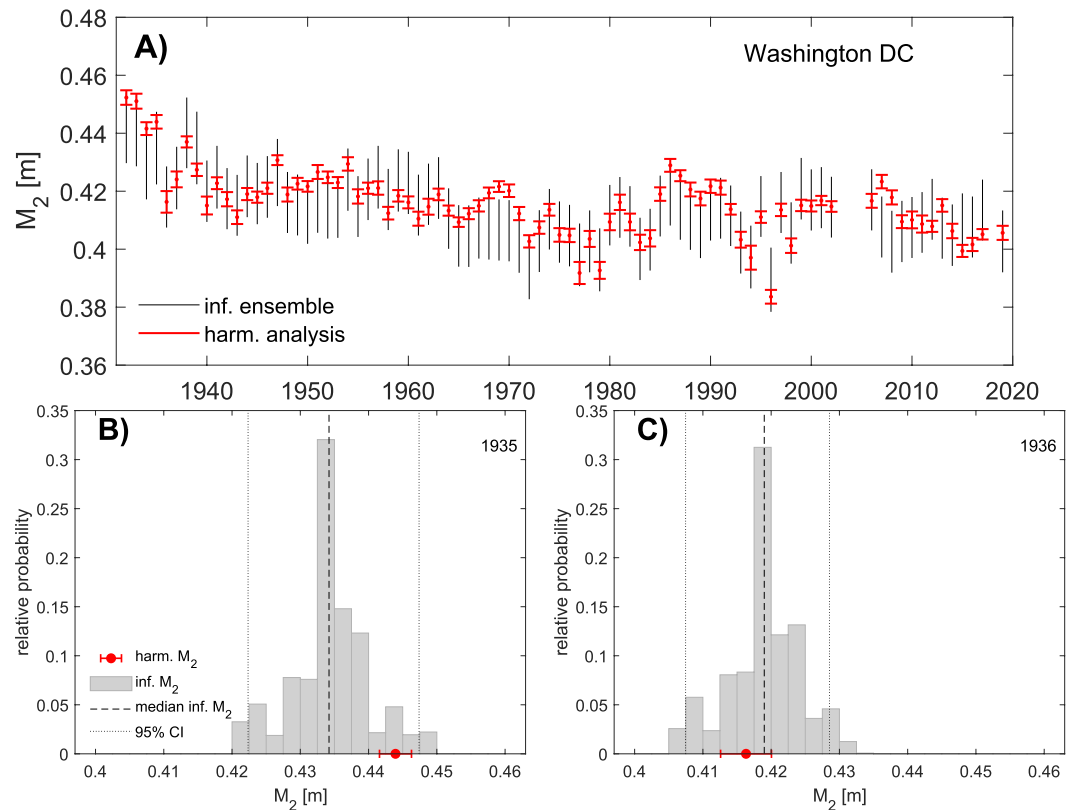 A)
Washington DC
M2 [m]
0.48
0.46
0.44
0.42
0.4
0.38
0.36
inf. ensemble
harm. analysis
1940 1950 1960 1970 1980 1990 2000 2010 2020
B)
1935
relative probability
0.35
0.3
0.25
0.2
0.15
0.1
0.05
0
harm. M2
inf. M2
median inf. M2
95% CI
0.4 0.41 0.42 0.43 0.44 0.45 0.46
M2 [m]
C)
1936
relative probability
0.35
0.3
0.25
0.2
0.15
0.1
0.05
0
0.4 0.41 0.42 0.43 0.44 0.45 0.46
M2 [m]